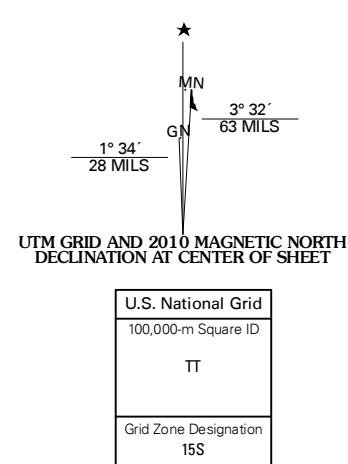 MN
GN
3° 32´
63 MILS
1° 34´
28 MILS
UTM GRID AND 2010 MAGNETIC NORTH
DECLINATION AT CENTER OF SHEET
U.S. National Grid
100,000-m Square ID
TT
Grid Zone Designation
15S